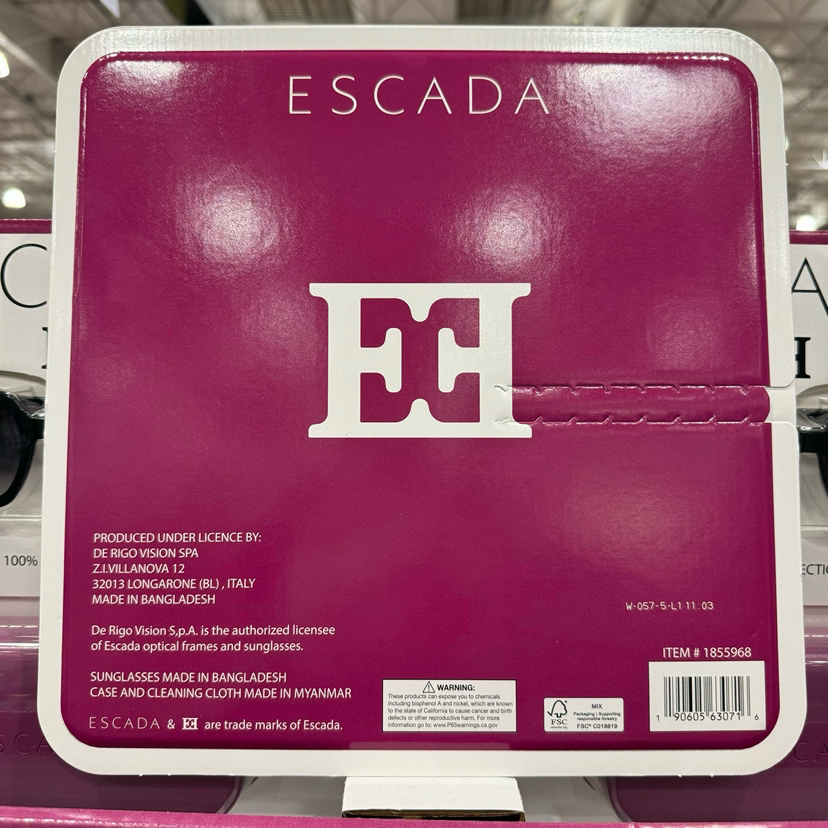 ESCADA
C
A
H
100%
ECTIO
PRODUCED UNDER LICENCE BY:
DE RIGO VISION SPA
Z.I.VILLANOVA 12
32013 LONGARONE (BL) , ITALY
MADE IN BANGLADESH
W-057-5-L1 11:03
De Rigo Vision S.p.A. is the authorized licensee
of Escada optical frames and sunglasses.
ITEM # 1855968
SUNGLASSES MADE IN BANGLADESH
CASE AND CLEANING CLOTH MADE IN MYANMAR
ESCADA & EE are trade marks of Escada.
WARNING:
These products can expose you to chemicals
including bisphenol A and nickel, which are known
to the state of California to cause cancer and birth
defects or other reproductive harm. For more
information go to: www.P65warnings.ca.gov
FSC
www.fsc.org
MIX
Packaging | Supporting
responsible forestry
FSC® C018819
1 90605 63071 6